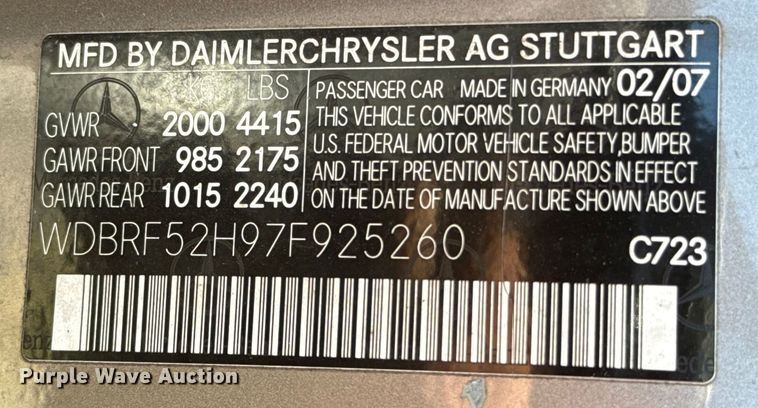 MFD BY DAIMLERCHRYSLER AG STUTTGART
KG LBS
GVWR 2000 4415
GAWR FRONT 985 2175
GAWR REAR 1015 2240
PASSENGER CAR MADE IN GERMANY 02/07
THIS VEHICLE CONFORMS TO ALL APPLICABLE
U.S. FEDERAL MOTOR VEHICLE SAFETY,BUMPER
AND THEFT PREVENTION STANDARDS IN EFFECT
ON THE DATE OF MANUFACTURE SHOWN ABOVE
WDBRF52H97F925260
C723
Purple Wave Auction